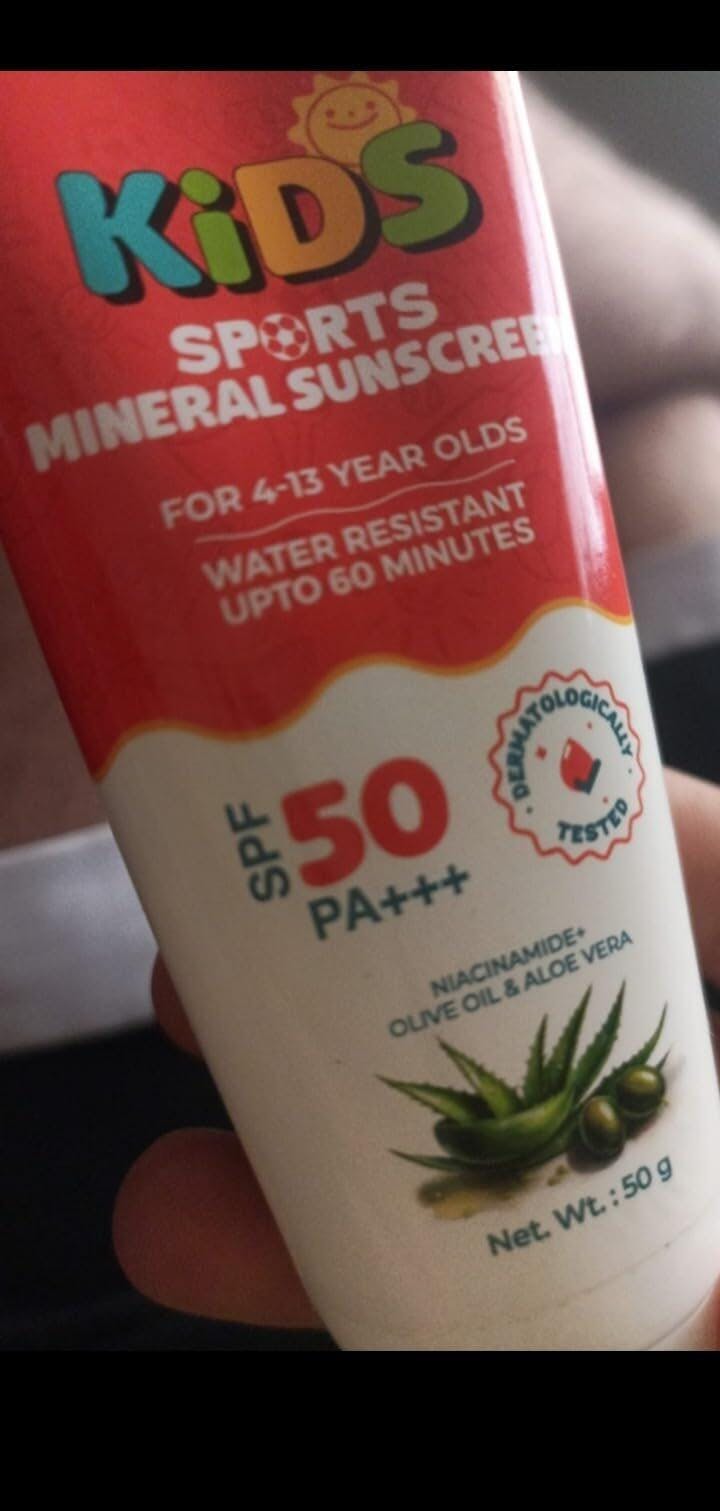 KiDS
SPORTS
MINERAL SUNSCREEN
FOR 4-13 YEAR OLDS
WATER RESISTANT
UPTO 60 MINUTES
SPF 50
PA+++
DERMATOLOGICALLY
TESTED
NIACINAMIDE+
OLIVE OIL & ALOE VERA
Net. Wt. : 50 g